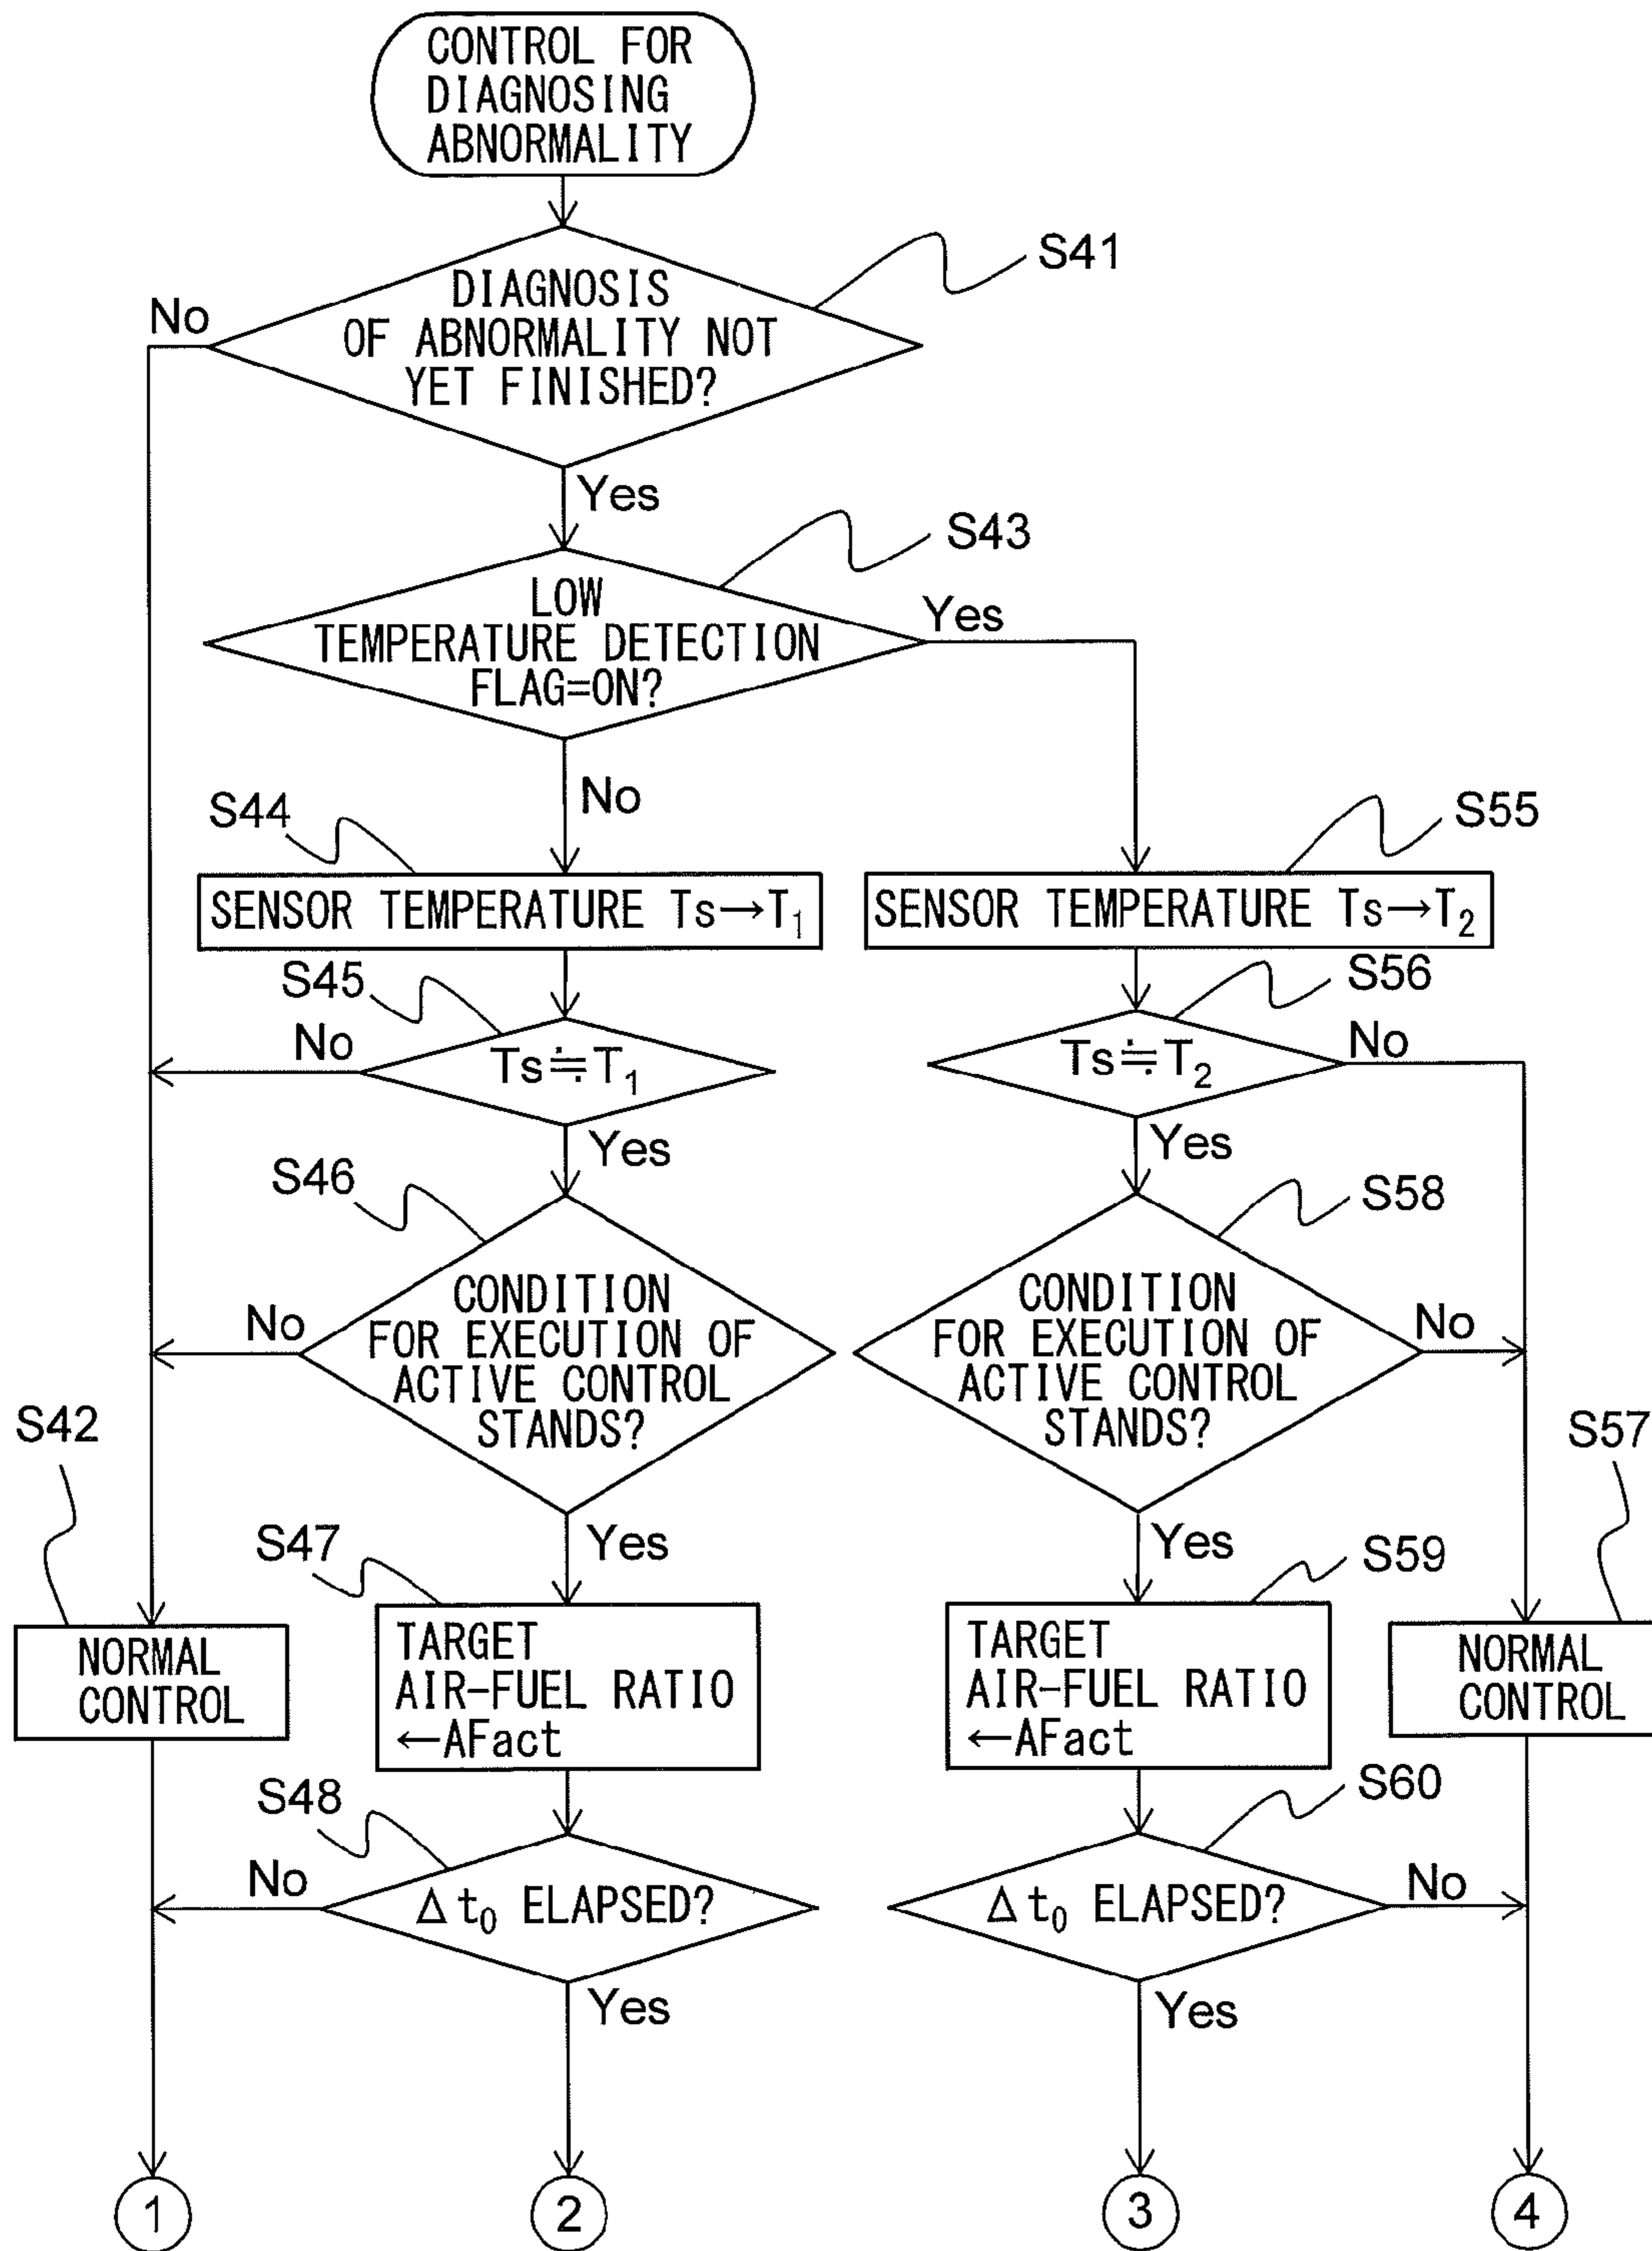 CONTROL FOR
DIAGNOSING
ABNORMALITY
S41
No
DIAGNOSIS
OF ABNORMALITY NOT
YET FINISHED?
Yes
S43
LOW
TEMPERATURE DETECTION
FLAG=ON?
Yes
No
S44
S55
SENSOR TEMPERATURE Ts→T₁
SENSOR TEMPERATURE Ts→T₂
S45
S56
No
Ts≒T₁
Ts≒T₂
No
Yes
Yes
S46
S58
No
CONDITION
FOR EXECUTION OF
ACTIVE CONTROL
STANDS?
CONDITION
FOR EXECUTION OF
ACTIVE CONTROL
STANDS?
No
S42
S57
Yes
Yes
S47
S59
NORMAL
CONTROL
TARGET
AIR-FUEL RATIO
←AFact
TARGET
AIR-FUEL RATIO
←AFact
NORMAL
CONTROL
S48
S60
No
Δt₀ ELAPSED?
Δt₀ ELAPSED?
No
Yes
Yes
1
2
3
4